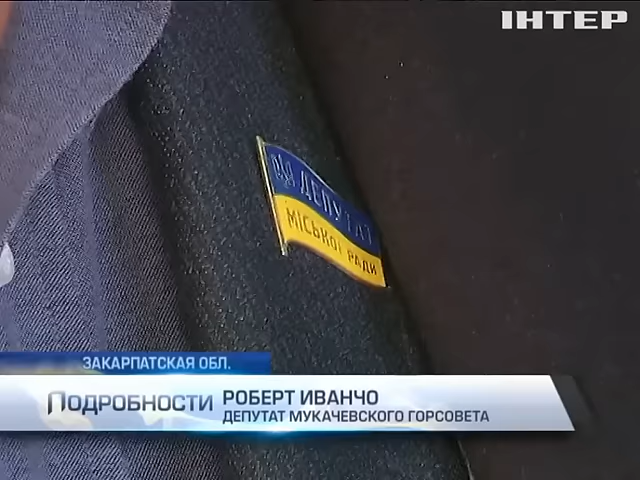 ІНТЕР
ДЕПУТАТ
МІСЬКОЇ РАДИ
ЗАКАРПАТСКАЯ ОБЛ.
ПОДРОБНОСТИ
РОБЕРТ ИВАНЧО
ДЕПУТАТ МУКАЧЕВСКОГО ГОРСОВЕТА